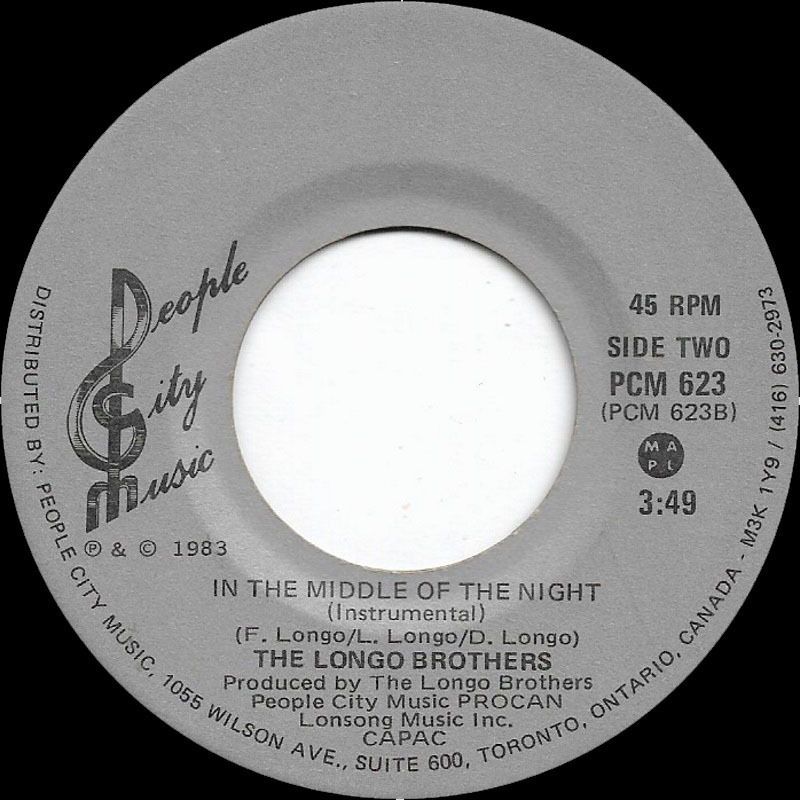 People
City
Music
℗ & © 1983
45 RPM
SIDE TWO
PCM 623
(PCM 623B)
M A
P L
3:49
IN THE MIDDLE OF THE NIGHT
(Instrumental)
(F. Longo/L. Longo/D. Longo)
THE LONGO BROTHERS
Produced by The Longo Brothers
People City Music PROCAN
Lonsong Music Inc.
CAPAC
DISTRIBUTED BY: PEOPLE CITY MUSIC, 1055 WILSON AVE., SUITE 600, TORONTO, ONTARIO, CANADA - M3K 1Y9 / (416) 630-2973